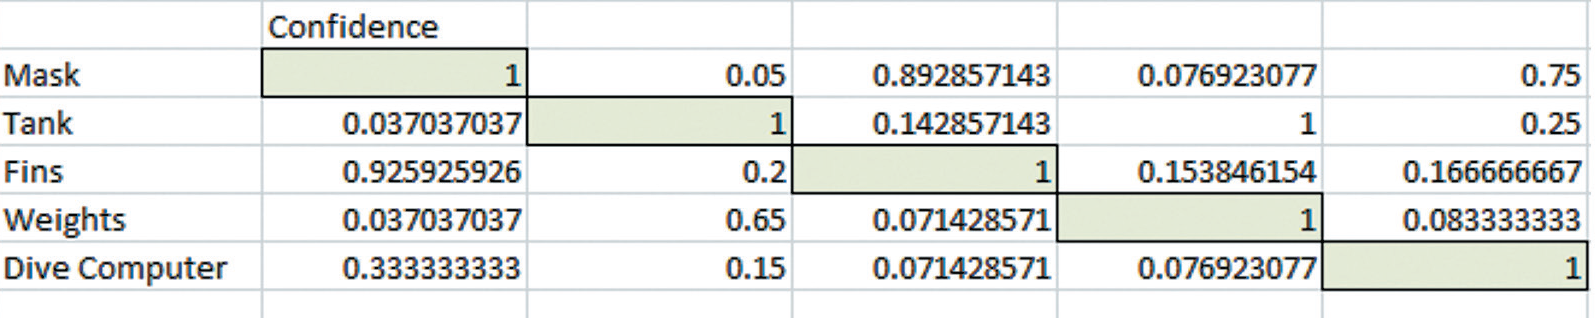 Confidence
Mask 1 0.05 0.892857143 0.076923077 0.75
Tank 0.037037037 1 0.142857143 1 0.25
Fins 0.925925926 0.2 1 0.153846154 0.166666667
Weights 0.037037037 0.65 0.071428571 1 0.083333333
Dive Computer 0.333333333 0.15 0.071428571 0.076923077 1